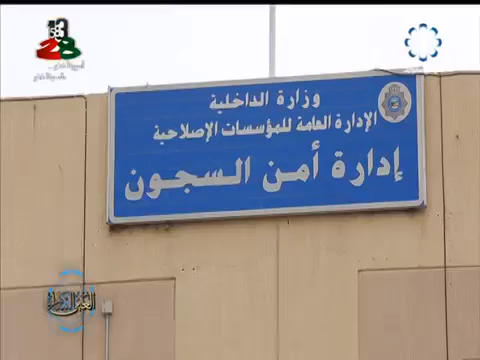 وزارة الداخلية
الإدارة العامة للمؤسسات الإصلاحية
إدارة أمن السجون